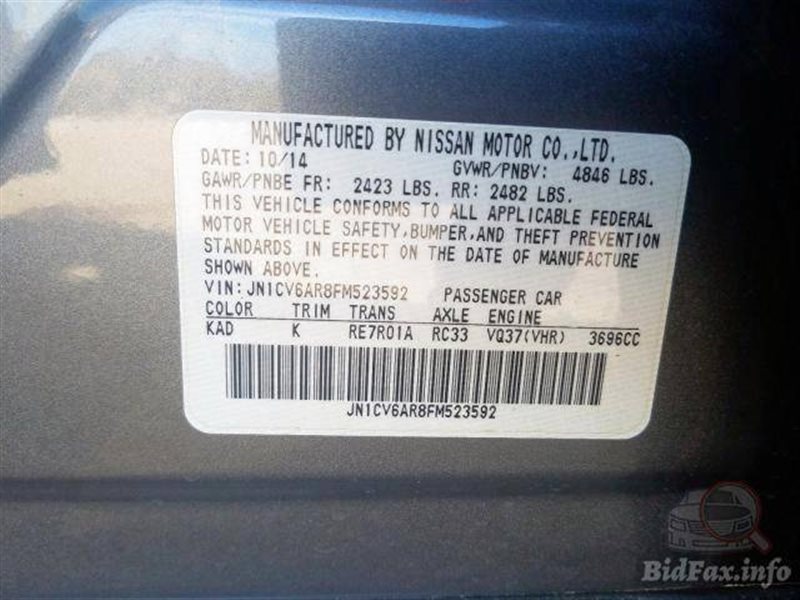 MANUFACTURED BY NISSAN MOTOR CO.,LTD.
DATE: 10/14 GVWR/PNBV: 4846 LBS.
GAWR/PNBE FR: 2423 LBS. RR: 2482 LBS.
THIS VEHICLE CONFORMS TO ALL APPLICABLE FEDERAL
MOTOR VEHICLE SAFETY,BUMPER,AND THEFT PREVENTION
STANDARDS IN EFFECT ON THE DATE OF MANUFACTURE
SHOWN ABOVE.
VIN: JN1CV6AR8FM523592 PASSENGER CAR
COLOR TRIM TRANS AXLE ENGINE
KAD K RE7R01A RC33 VQ37(VHR) 3696CC
JN1CV6AR8FM523592
BidFax.info